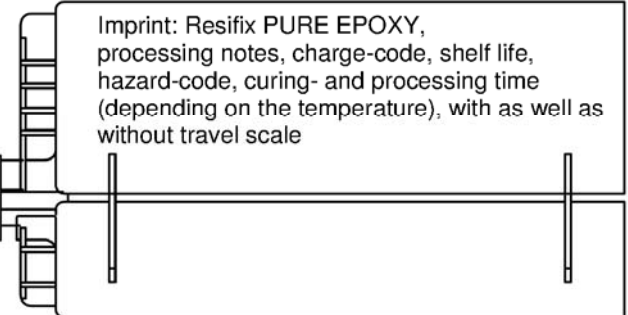 Imprint: Resifix PURE EPOXY,
processing notes, charge-code, shelf life,
hazard-code, curing- and processing time
(depending on the temperature), with as well as
without travel scale